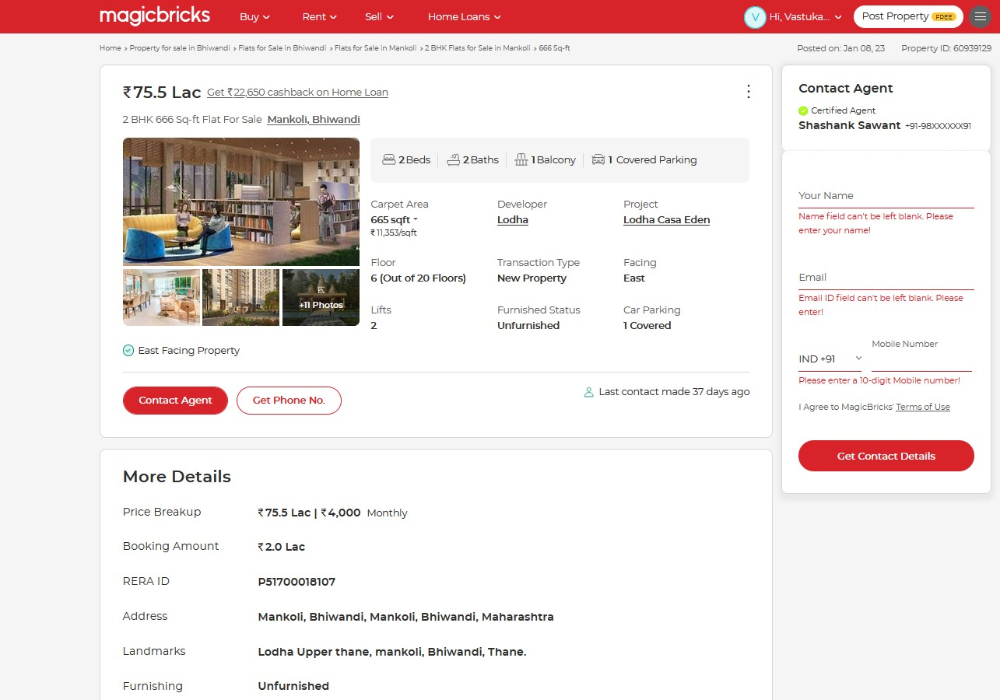 magicbricks
Buy
Rent
Sell
Home Loans
V
Hi, Vastuka...
Post Property FREE
Home › Property for sale in Bhiwandi › Flats for Sale in Bhiwandi › Flats for Sale in Mankoli › 2 BHK Flats for Sale in Mankoli › 666 Sq-ft
Posted on: Jan 08, 23
Property ID: 60939129
₹75.5 Lac Get ₹22,650 cashback on Home Loan
2 BHK 666 Sq-ft Flat For Sale Mankoli, Bhiwandi
+11 Photos
2 Beds
2 Baths
1 Balcony
1 Covered Parking
Carpet Area
665 sqft
₹11,353/sqft
Developer
Lodha
Project
Lodha Casa Eden
Floor
6 (Out of 20 Floors)
Transaction Type
New Property
Facing
East
Lifts
2
Furnished Status
Unfurnished
Car Parking
1 Covered
East Facing Property
Contact Agent
Get Phone No.
Last contact made 37 days ago
More Details
Price Breakup ₹75.5 Lac | ₹4,000 Monthly
Booking Amount ₹2.0 Lac
RERA ID P51700018107
Address Mankoli, Bhiwandi, Mankoli, Bhiwandi, Maharashtra
Landmarks Lodha Upper thane, mankoli, Bhiwandi, Thane.
Furnishing Unfurnished
Contact Agent
Certified Agent
Shashank Sawant +91-98XXXXXX91
Your Name
Name field can't be left blank. Please
enter your name!
Email
Email ID field can't be left blank. Please
enter!
Mobile Number
IND +91
Please enter a 10-digit Mobile number!
I Agree to MagicBricks' Terms of Use
Get Contact Details